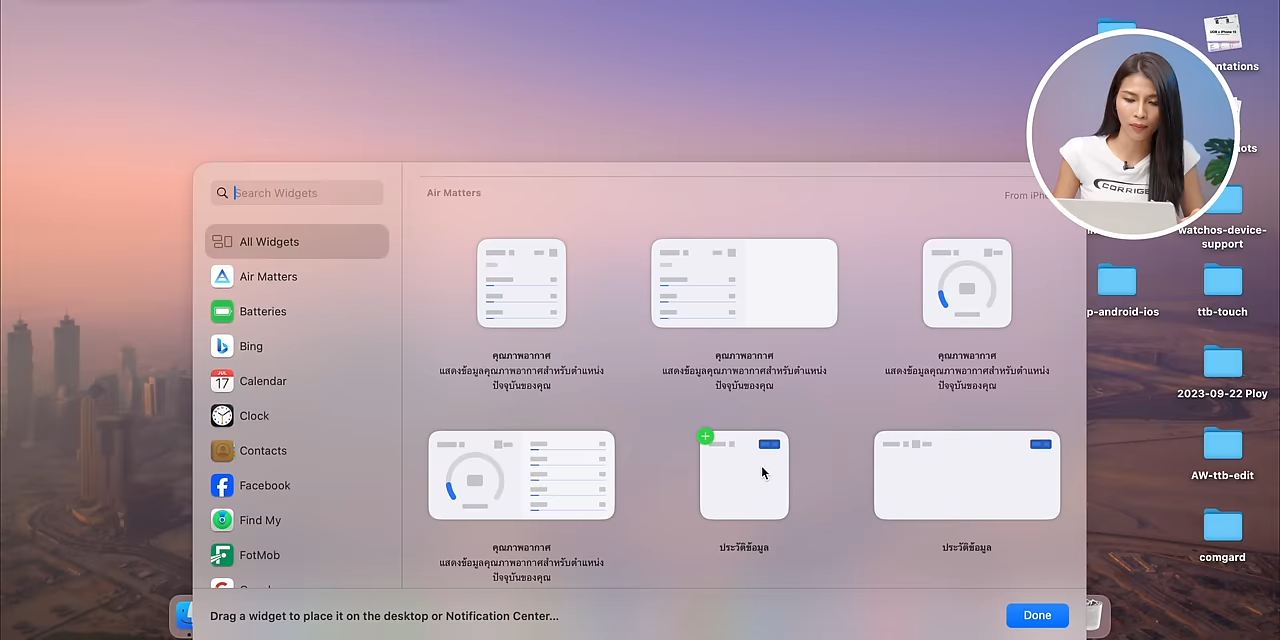 Search Widgets
All Widgets
Air Matters
Batteries
Bing
JUL
17
Calendar
Clock
Contacts
Facebook
Find My
FotMob
Air Matters
From
คุณภาพอากาศ
แสดงข้อมูลคุณภาพอากาศสำหรับตำแหน่ง
ปัจจุบันของคุณ
คุณภาพอากาศ
แสดงข้อมูลคุณภาพอากาศสำหรับตำแหน่ง
ปัจจุบันของคุณ
คุณภาพอากาศ
แสดงข้อมูลคุณภาพอากาศสำหรับตำแหน่ง
ปัจจุบันของคุณ
คุณภาพอากาศ
แสดงข้อมูลคุณภาพอากาศสำหรับตำแหน่ง
ปัจจุบันของคุณ
ประวัติข้อมูล
ประวัติข้อมูล
Drag a widget to place it on the desktop or Notification Center...
Done
CORRIGE
ntations
ots
watchos-device-
support
p-android-ios
ttb-touch
2023-09-22 Ploy
AW-ttb-edit
comgard